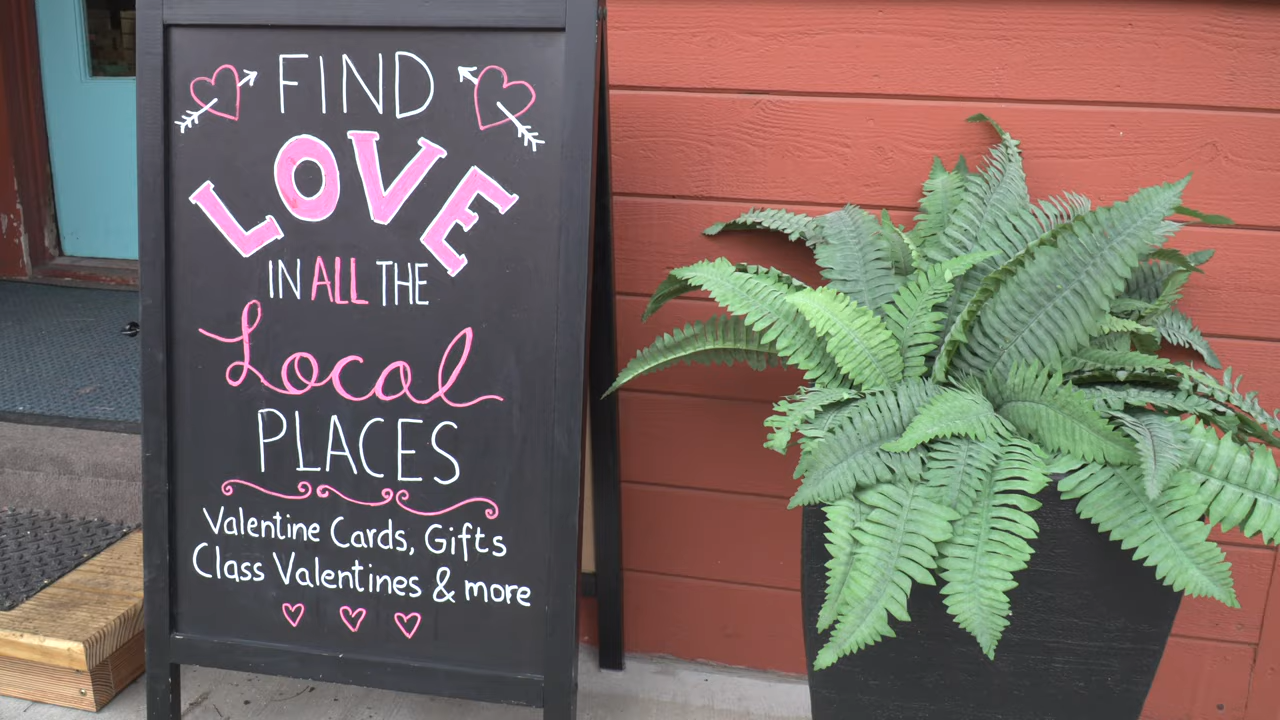 FIND
LOVE
IN ALL THE
Local
PLACES
Valentine Cards, Gifts
Class Valentines & more